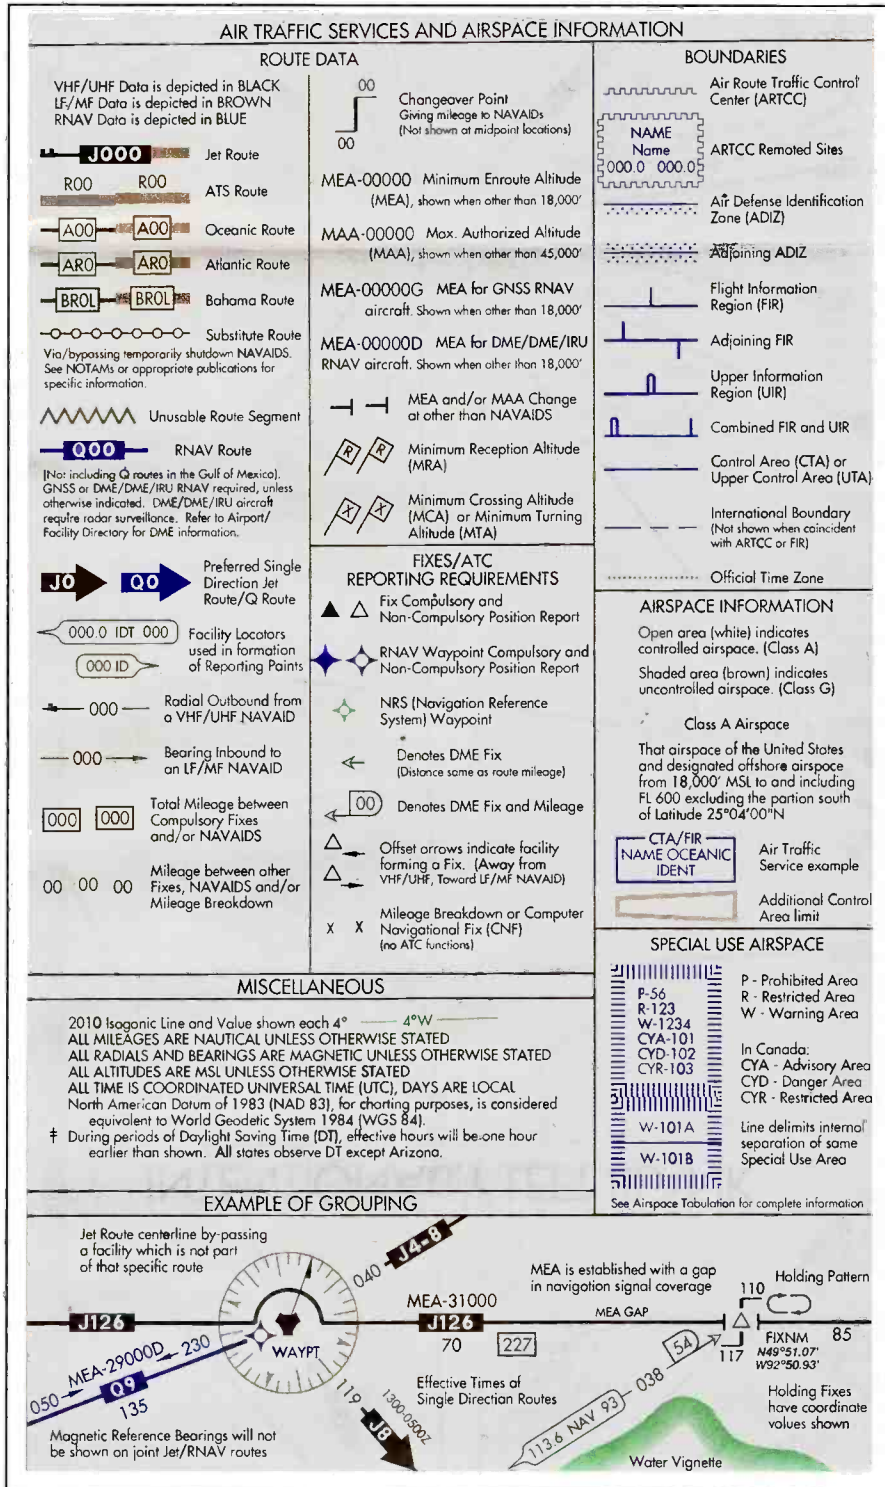 AIR TRAFFIC SERVICES AND AIRSPACE INFORMATION
ROUTE DATA
VHF/UHF Data is depicted in BLACK
LF/MF Data is depicted in BROWN
RNAV Data is depicted in BLUE
J000
Jet Route
R00 R00
ATS Route
A00 A00
Oceanic Route
AR0 AR0
Atlantic Route
BR0L BR0L
Bahama Route
Substitute Route
Via/bypassing temporarily shutdown NAVAIDS.
See NOTAMs or appropriate publications for
specific information.
Unusable Route Segment
Q00
RNAV Route
(Not including Q routes in the Gulf of Mexico).
GNSS or DME/DME/IRU RNAV required, unless
otherwise indicated. DME/DME/IRU aircraft
require radar surveillance. Refer to Airport/
Facility Directory for DME information.
J0 Q0
Preferred Single
Direction Jet
Route/Q Route
000.0 IDT 000
000 ID
Facility Locators
used in formation
of Reporting Points
000
Radial Outbound from
a VHF/UHF NAVAID
000
Bearing Inbound to
an LF/MF NAVAID
000 000
Total Mileage between
Compulsory Fixes
and/or NAVAIDS
00 00 00
Mileage between other
Fixes, NAVAIDS and/or
Mileage Breakdown
00
00
Changeover Point
Giving mileage to NAVAIDs
(Not shown at midpoint locations)
MEA-00000 Minimum Enroute Altitude
(MEA), shown when other than 18,000'
MAA-00000 Max. Authorized Altitude
(MAA), shown when other than 45,000'
MEA-00000G MEA for GNSS RNAV
aircraft. Shown when other than 18,000'
MEA-00000D MEA for DME/DME/IRU
RNAV aircraft. Shown when other than 18,000'
MEA and/or MAA Change
at other than NAVAIDS
R R
Minimum Reception Altitude
(MRA)
X X
Minimum Crossing Altitude
(MCA) or Minimum Turning
Altitude (MTA)
FIXES/ATC
REPORTING REQUIREMENTS
Fix Compulsory and
Non-Compulsory Position Report
RNAV Waypoint Compulsory and
Non-Compulsory Position Report
NRS (Navigation Reference
System) Waypoint
Denotes DME Fix
(Distance same as route mileage)
00
Denotes DME Fix and Mileage
Offset arrows indicate facility
forming a Fix. (Away from
VHF/UHF, Toward LF/MF NAVAID)
X X
Mileage Breakdown or Computer
Navigational Fix (CNF)
(no ATC functions)
BOUNDARIES
Air Route Traffic Control
Center (ARTCC)
NAME
Name
000.0 000.0
ARTCC Remoted Sites
Air Defense Identification
Zone (ADIZ)
Adjoining ADIZ
Flight Information
Region (FIR)
Adjoining FIR
Upper Information
Region (UIR)
Combined FIR and UIR
Control Area (CTA) or
Upper Control Area (UTA)
International Boundary
(Not shown when coincident
with ARTCC or FIR)
Official Time Zone
AIRSPACE INFORMATION
Open area (white) indicates
controlled airspace. (Class A)
Shaded area (brown) indicates
uncontrolled airspace. (Class G)
Class A Airspace
That airspace of the United States
and designated offshore airspace
from 18,000' MSL to and including
FL 600 excluding the partion south
of Latitude 25°04'00"N
CTA/FIR
NAME OCEANIC
IDENT
Air Traffic
Service example
Additional Control
Area limit
SPECIAL USE AIRSPACE
P-56
R-123
W-1234
CYA-101
CYD-102
CYR-103
W-101A
W-101B
P - Prohibited Area
R - Restricted Area
W - Warning Area
In Canada:
CYA - Advisory Area
CYD - Danger Area
CYR - Restricted Area
Line delimits internal
separation of same
Special Use Area
See Airspace Tabulation for complete information
MISCELLANEOUS
2010 Isogonic Line and Value shown each 4° 4°W
ALL MILEAGES ARE NAUTICAL UNLESS OTHERWISE STATED
ALL RADIALS AND BEARINGS ARE MAGNETIC UNLESS OTHERWISE STATED
ALL ALTITUDES ARE MSL UNLESS OTHERWISE STATED
ALL TIME IS COORDINATED UNIVERSAL TIME (UTC), DAYS ARE LOCAL
North American Datum of 1983 (NAD 83), for charting purposes, is considered
equivalent to World Geodetic System 1984 (WGS 84).
‡ During periods of Daylight Saving Time (DT), effective hours will be one hour
earlier than shown. All states observe DT except Arizona.
EXAMPLE OF GROUPING
Jet Route centerline by-passing
a facility which is not part
of that specific route
040 J4-8
MEA is established with a gap
in navigation signal coverage
110
Holding Pattern
J126
MEA-31000
J126
70 227
MEA GAP
WAYPT
117
FIXNM
N49°51.07'
W92°50.93'
85
050 MEA-29000D 230
Q9
135
Effective Times of
Single Direction Routes
119 J8
1300-0500Z
113.6 NAV 93 038 54
Magnetic Reference Bearings will not
be shown on joint Jet/RNAV routes
Holding Fixes
have coordinate
values shown
Water Vignette